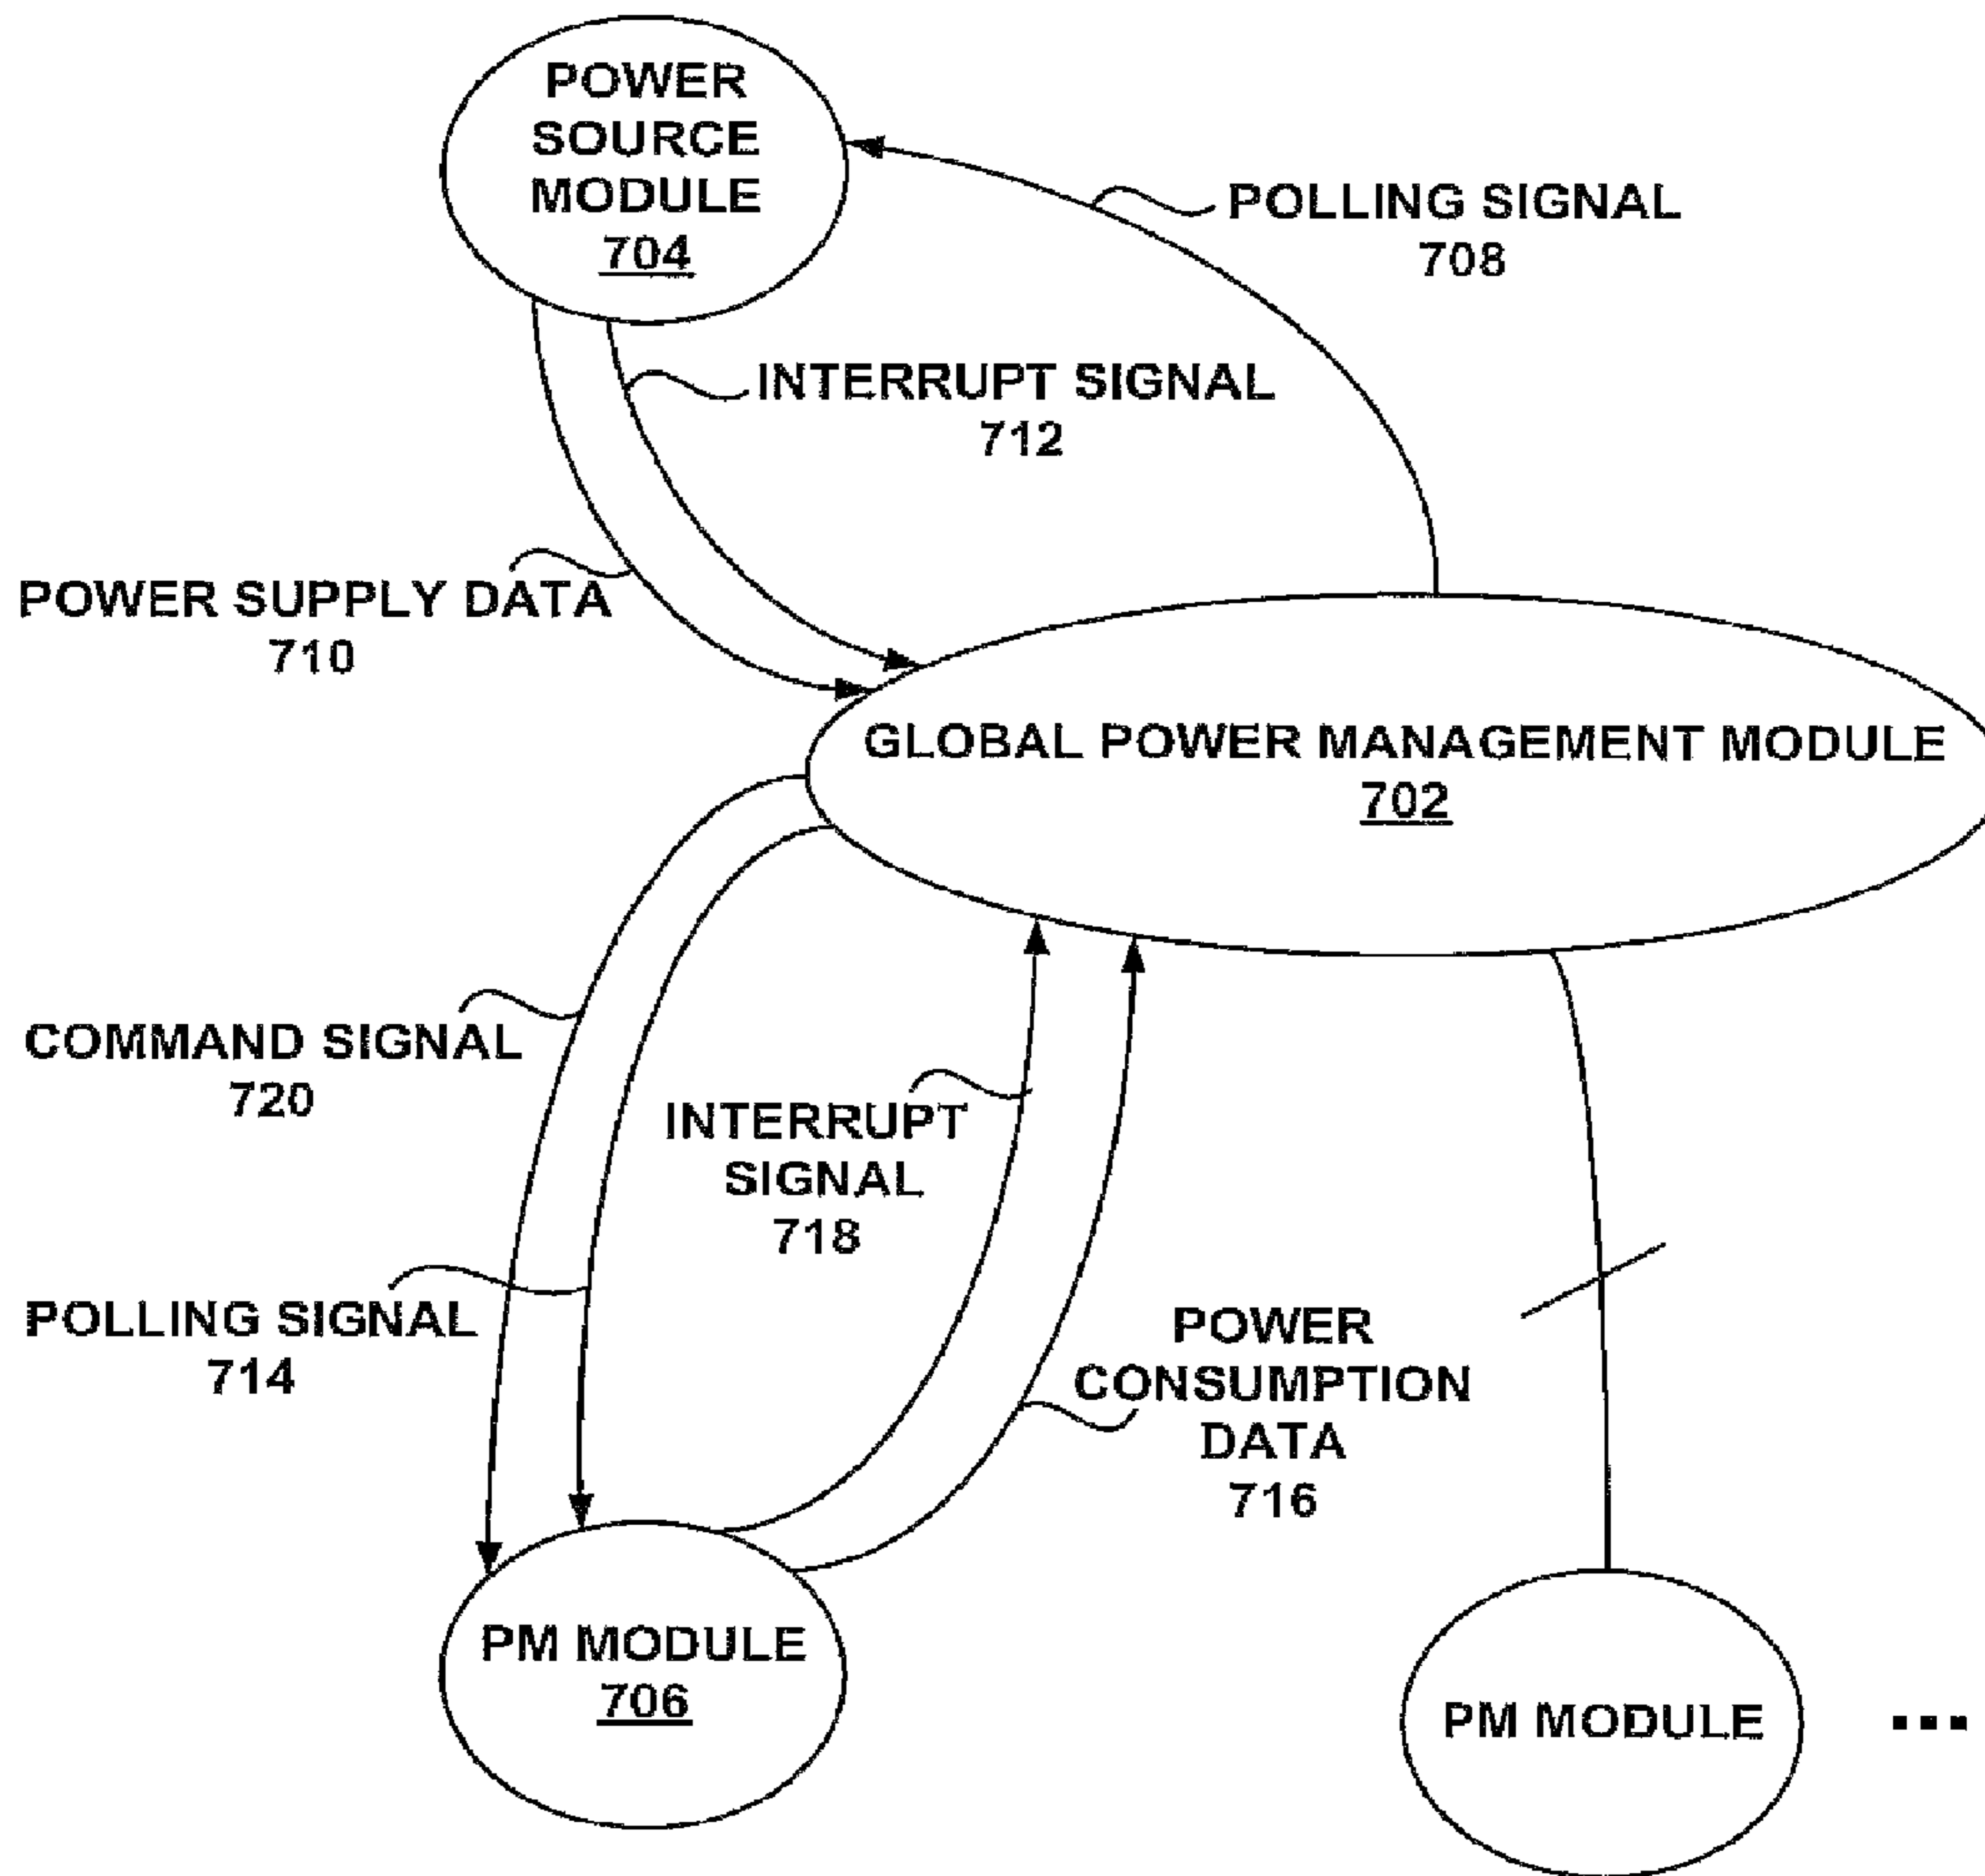 POWER
SOURCE
MODULE
704
POLLING SIGNAL
708
INTERRUPT SIGNAL
712
POWER SUPPLY DATA
710
GLOBAL POWER MANAGEMENT MODULE
702
COMMAND SIGNAL
720
INTERRUPT
SIGNAL
718
POLLING SIGNAL
714
POWER
CONSUMPTION
DATA
716
PM MODULE
706
PM MODULE
...